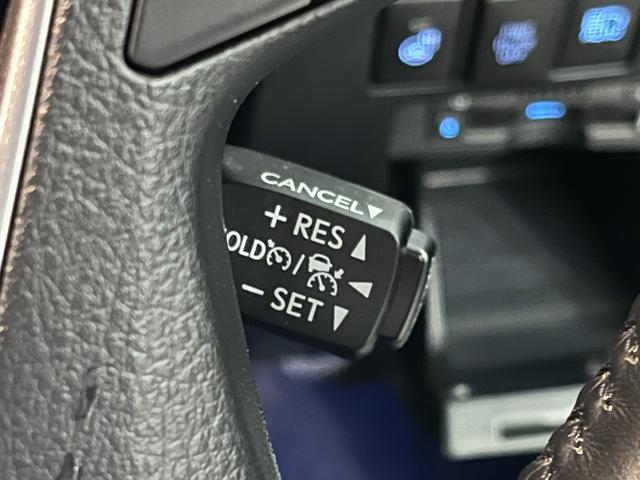 CANCEL▼
+ RES ▲
OLD / ◀
− SET ▼